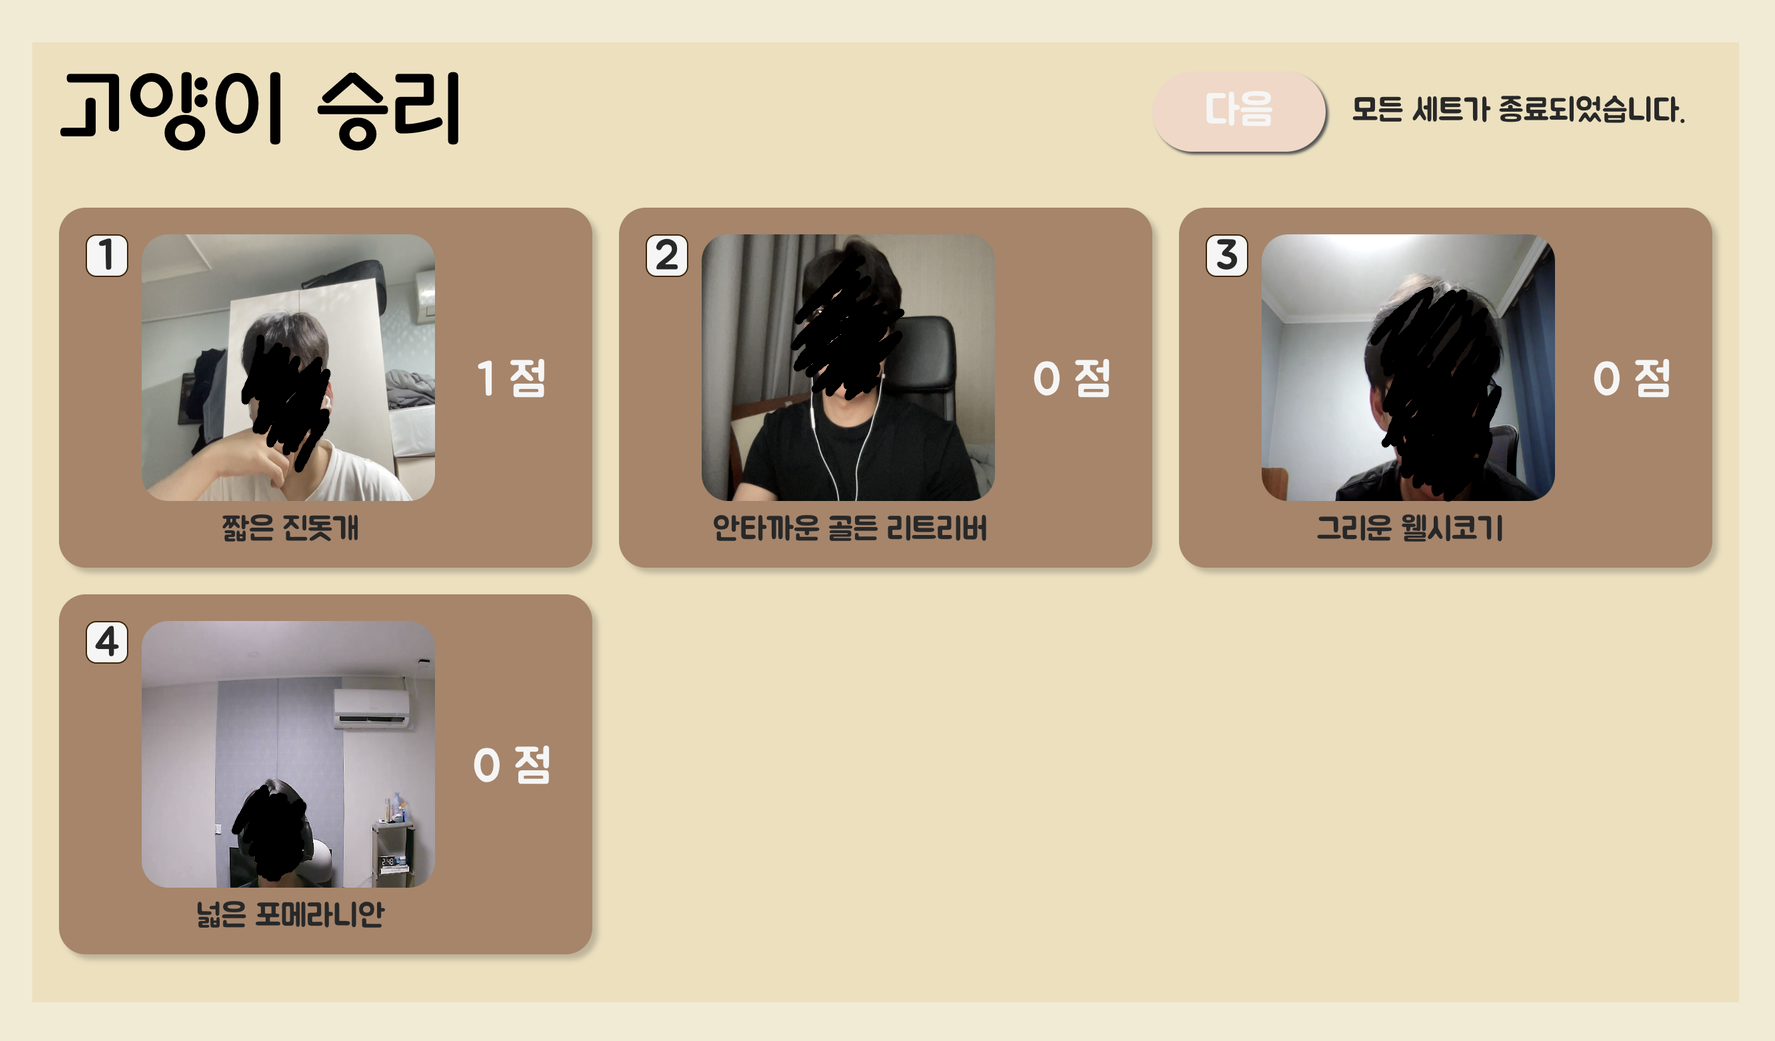 고양이 승리
다음
모든 세트가 종료되었습니다.
1
1 점
짧은 진돗개
2
0 점
안타까운 골든 리트리버
3
0 점
그리운 웰시코기
4
0 점
넓은 포메라니안